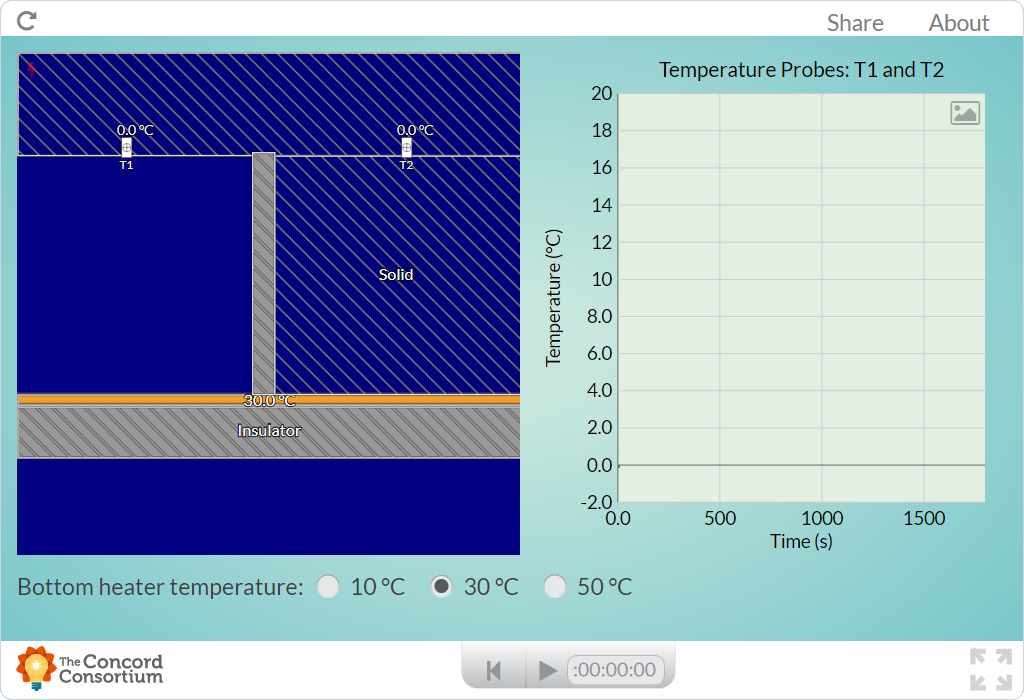 Share About
0.0 °C 0.0 °C
T1 T2
Solid
30.0 °C
Insulator
Temperature Probes: T1 and T2
20
18
16
14
12
10
8.0
6.0
4.0
2.0
0.0
-2.0
Temperature (°C)
0.0 500 1000 1500
Time (s)
Bottom heater temperature: 10 °C 30 °C 50 °C
The Concord
Consortium
:00:00:00